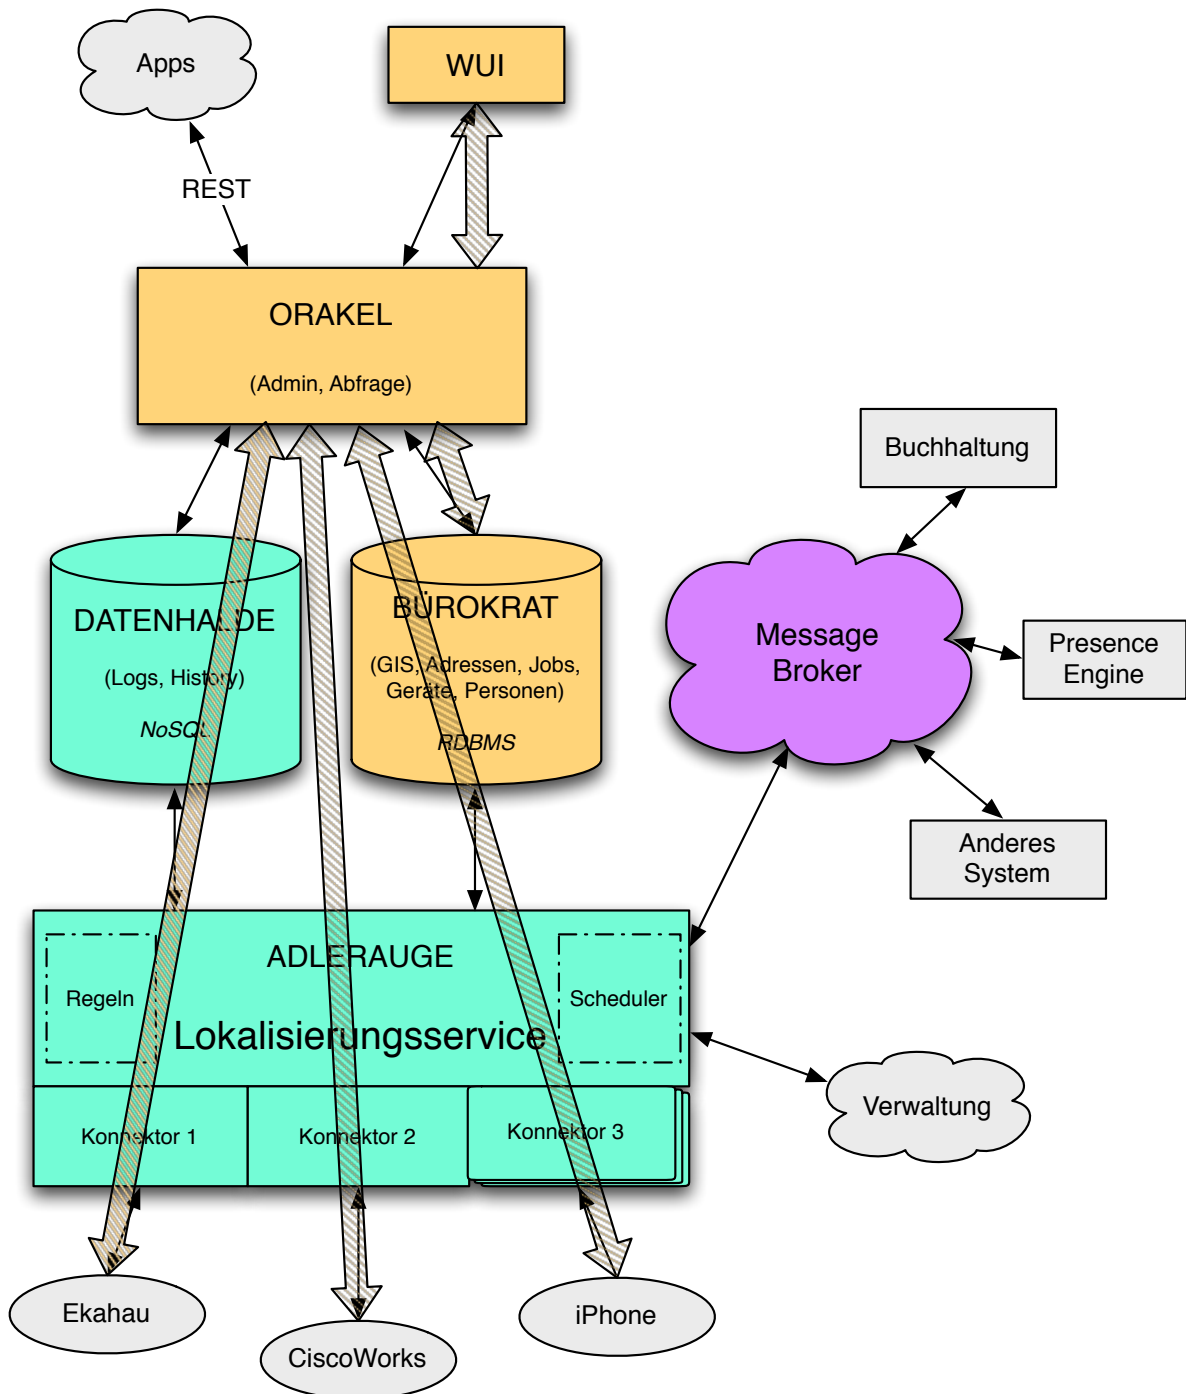 Apps
WUI
REST
ORAKEL
(Admin, Abfrage)
Buchhaltung
DATENHALDE
(Logs, History)
NoSQL
BÜROKRAT
(GIS, Adressen, Jobs,
Geräte, Personen)
RDBMS
Message
Broker
Presence
Engine
Anderes
System
ADLERAUGE
Regeln
Scheduler
Lokalisierungsservice
Verwaltung
Konnektor 1
Konnektor 2
Konnektor 3
Ekahau
CiscoWorks
iPhone